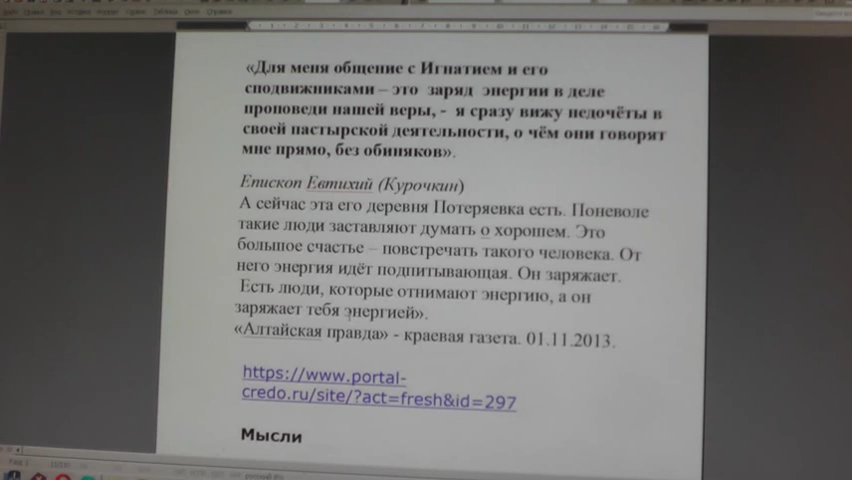 «Для меня общение с Игнатием и его
сподвижниками – это заряд энергии в деле
проповеди нашей веры, - я сразу вижу недочёты в
своей пастырской деятельности, о чём они говорят
мне прямо, без обиняков».
Епископ Евтихий (Курочкин)
А сейчас эта его деревня Потеряевка есть. Поневоле
такие люди заставляют думать о хорошем. Это
большое счастье – повстречать такого человека. От
него энергия идёт подпитывающая. Он заряжает.
Есть люди, которые отнимают энергию, а он
заряжает тебя энергией».
«Алтайская правда» - краевая газета. 01.11.2013.
https://www.portal-
credo.ru/site/?act=fresh&id=297
Мысли